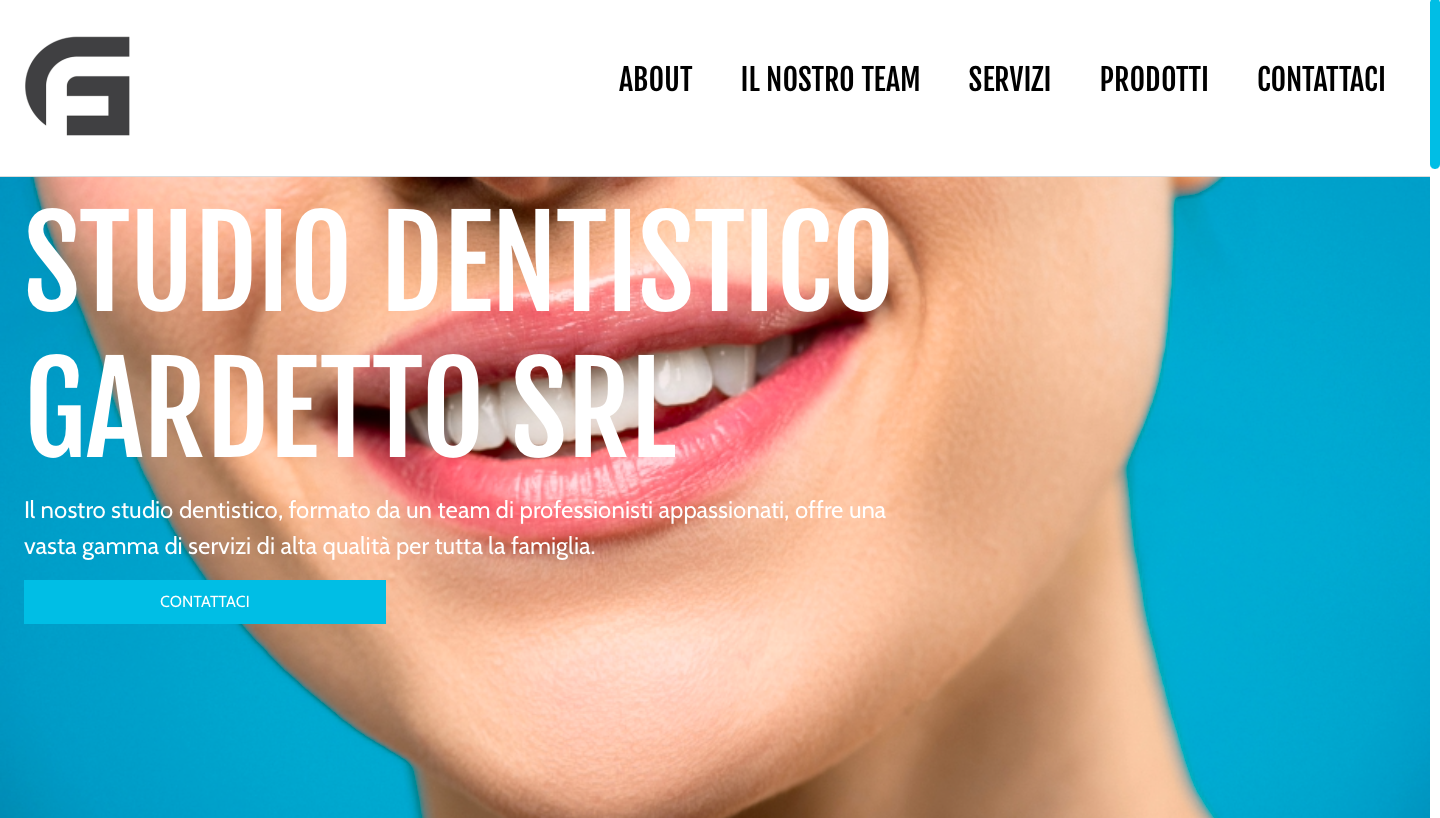 ABOUT IL NOSTRO TEAM SERVIZI PRODOTTI CONTATTACI
STUDIO DENTISTICO
GARDETTO SRL
Il nostro studio dentistico, formato da un team di professionisti appassionati, offre una
vasta gamma di servizi di alta qualità per tutta la famiglia.
CONTATTACI